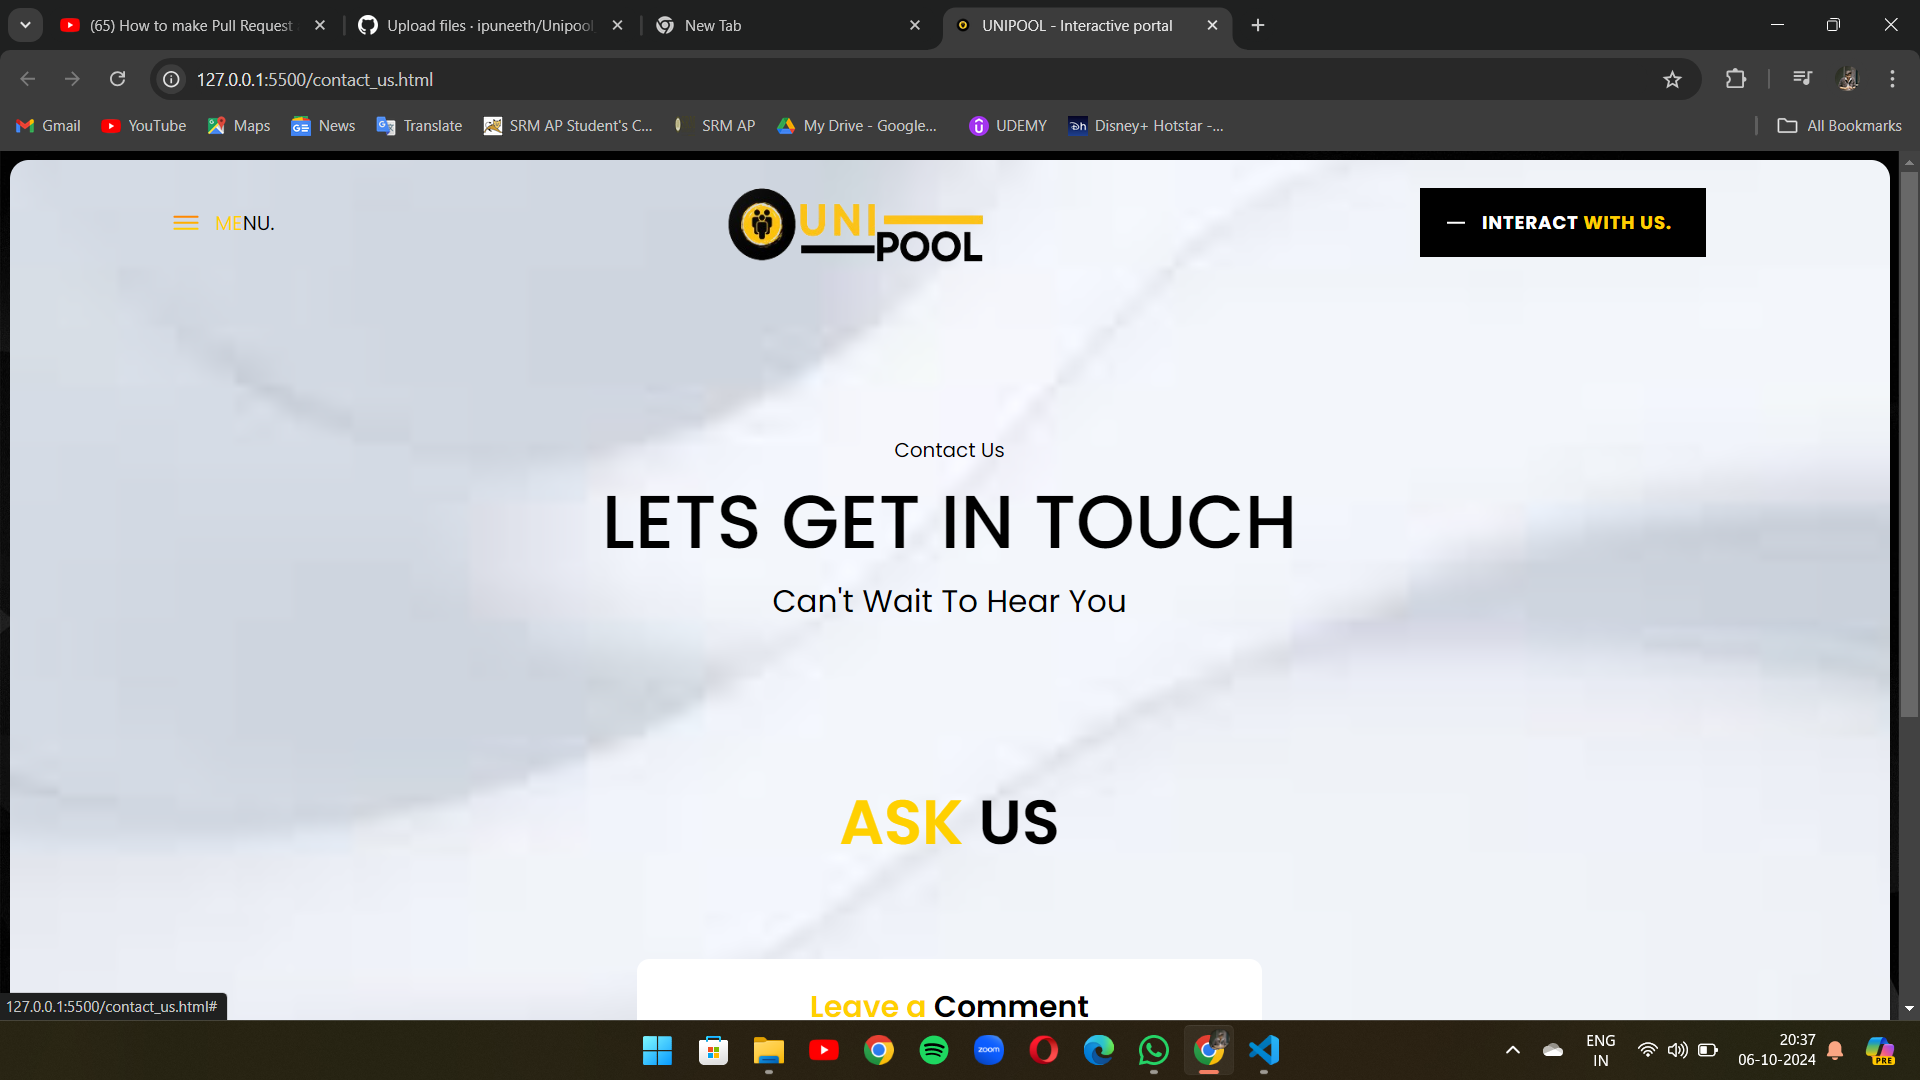 (65) How to make Pull Request
Upload files · ipuneeth/Unipool
New Tab
UNIPOOL - Interactive portal
127.0.0.1:5500/contact_us.html
Gmail
YouTube
Maps
News
Translate
SRM AP Student's C...
SRM AP
My Drive - Google...
UDEMY
Disney+ Hotstar -...
All Bookmarks
MENU.
UNI
POOL
INTERACT WITH US.
Contact Us
LETS GET IN TOUCH
Can't Wait To Hear You
ASK US
Leave a Comment
127.0.0.1:5500/contact_us.html#
zoom
ENG
IN
20:37
06-10-2024
PRE